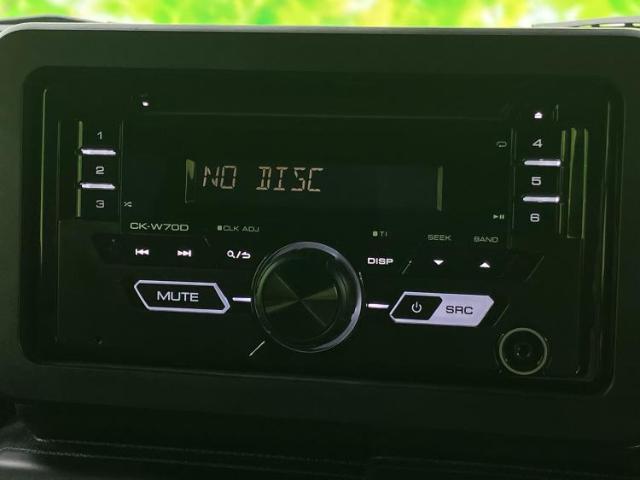 1
2
3
4
5
6
NO DISC
CK-W70D
CLK ADJ
TI
SEEK
BAND
DISP
MUTE
SRC